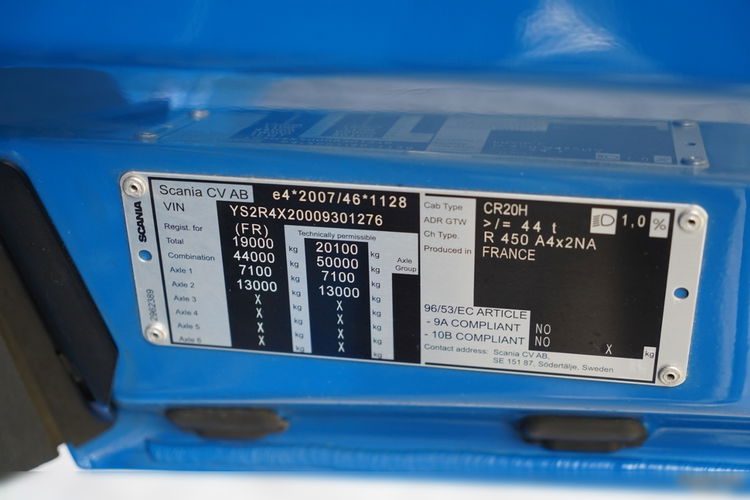 Scania CV AB e4*2007/46*1128
VIN YS2R4X20009301276
Regist. for (FR) Technically permissible
Total 19000 kg 20100 kg
Combination 44000 kg 50000 kg Axle Group
Axle 1 7100 kg 7100 kg
Axle 2 13000 kg 13000 kg
Axle 3 X kg X kg
Axle 4 X kg X kg
Axle 5 X kg X kg
Axle 6 X kg X kg
SCANIA
2962389
Cab Type CR20H 1,0 %
ADR GTW >/= 44 t
Ch Type. R 450 A4x2NA
Produced in FRANCE
96/53/EC ARTICLE
- 9A COMPLIANT NO
- 10B COMPLIANT NO X kg
Contact address: Scania CV AB,
SE 151 87, Södertälje, Sweden